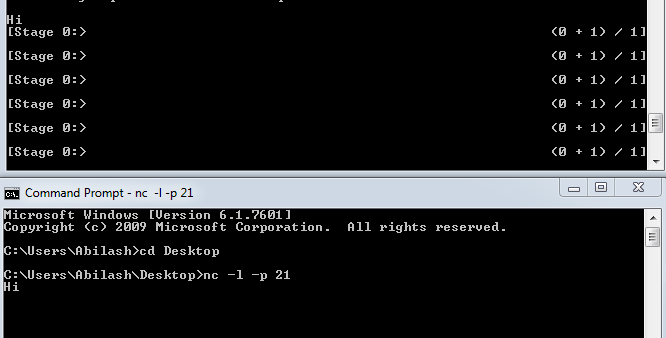 Hi
[Stage 0:> (0 + 1) / 1]
[Stage 0:> (0 + 1) / 1]
[Stage 0:> (0 + 1) / 1]
[Stage 0:> (0 + 1) / 1]
[Stage 0:> (0 + 1) / 1]
[Stage 0:> (0 + 1) / 1]
C:\. Command Prompt - nc -l -p 21
Microsoft Windows [Version 6.1.7601]
Copyright (c) 2009 Microsoft Corporation. All rights reserved.
C:\Users\Abilash>cd Desktop
C:\Users\Abilash\Desktop>nc -l -p 21
Hi